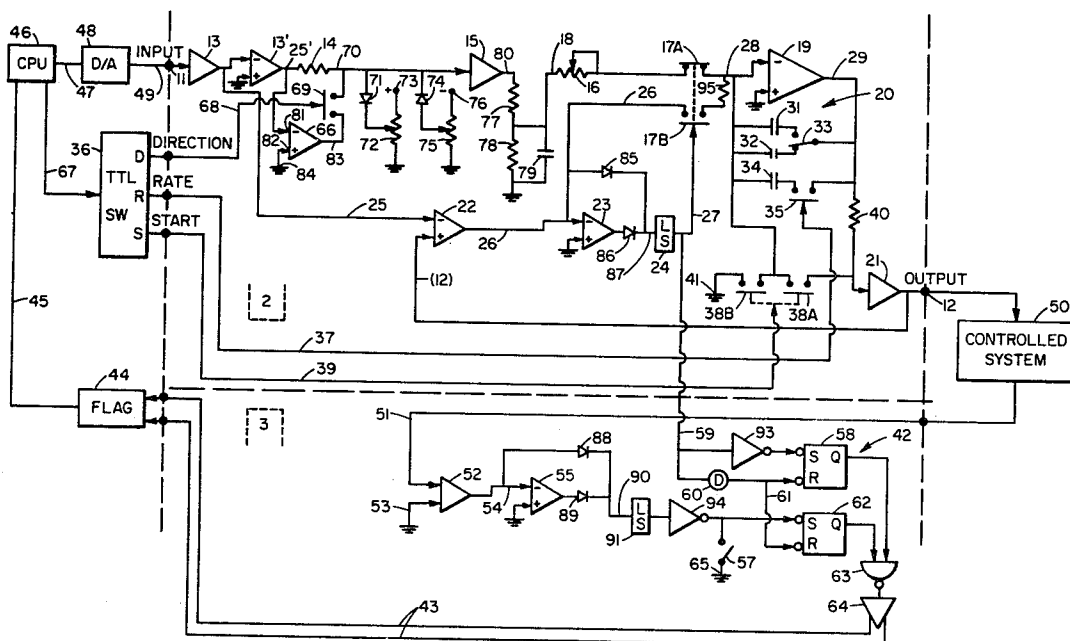 46 48 INPUT 13 13' 25' 14 70 15 80 18 17A 28 19 29
CPU D/A
47 49 11 68 69 71 73 74 76 16 95 20
+ -
26 31
36 DIRECTION 81 66 77 33
67 D 82 83 72 75 78 79 17B 32
TTL RATE 84 34
SW R 85
START 22 23 35 40
S 25 26 27
86 87 LS 24
(12) 41 21 OUTPUT
38B 38A 12 50
45 2 37 CONTROLLED
SYSTEM
44 39
FLAG 3 51 59 93 58 42
88 S Q
52 55 90 D R
60 61 62
53 54 89 LS 94 S Q
91 R
65 57 63
64
43